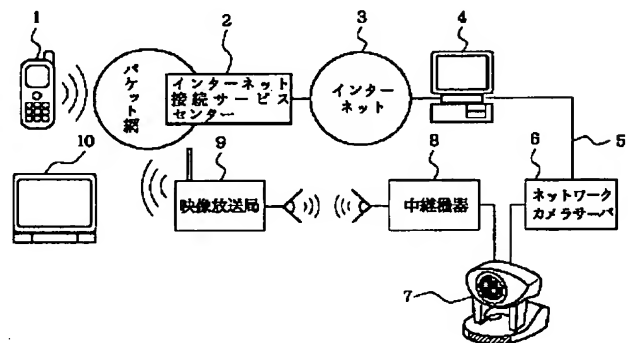 1
2
3
4
パケット網
インターネット
接続サービス
センター
インター
ネット
10
9
8
6
5
映像放送局
中継機器
ネットワーク
カメラサーバ
7